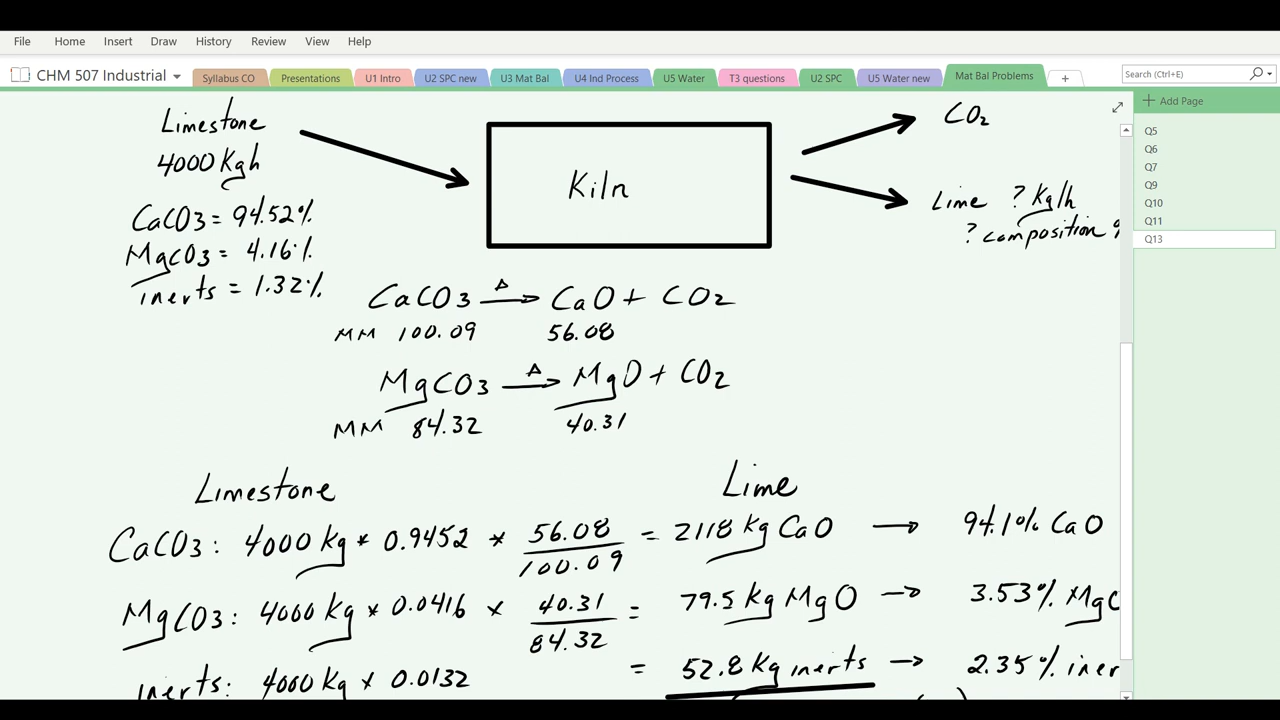 File Home Insert Draw History Review View Help
CHM 507 Industrial Syllabus CO Presentations U1 Intro U2 SPC new U3 Mat Bal U4 Ind Process U5 Water T3 questions U2 SPC U5 Water new Mat Bal Problems + Search (Ctrl+E)
+ Add Page
Q5
Q6
Q7
Q9
Q10
Q11
Q13
Limestone
4000 Kgh
CaCO3 = 94.52%
MgCO3 = 4.16%
inerts = 1.32%
Kiln
CO2
Lime ? Kg/h
? composition %
CaCO3 Δ→ CaO + CO2
MM 100.09 56.08
MgCO3 Δ→ MgO + CO2
MM 84.32 40.31
Limestone Lime
CaCO3: 4000 kg * 0.9452 * 56.08/100.09 = 2118 kg CaO → 94.1% CaO
MgCO3: 4000 kg * 0.0416 * 40.31/84.32 = 79.5 kg MgO → 3.53% Mg
inerts: 4000 kg * 0.0132 = 52.8 kg inerts → 2.35% iner